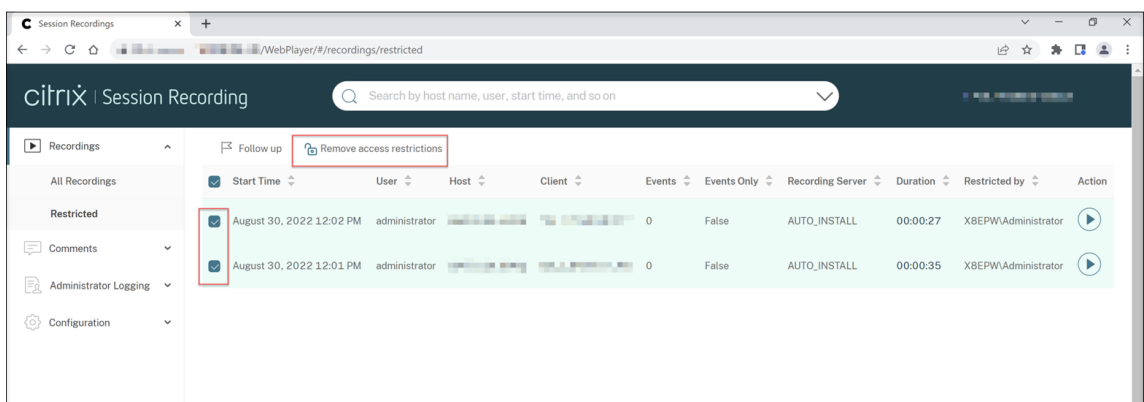 Session Recordings
/WebPlayer/#/recordings/restricted
citrix | Session Recording
Search by host name, user, start time, and so on
Recordings
Follow up
Remove access restrictions
All Recordings
Start Time User Host Client Events Events Only Recording Server Duration Restricted by Action
Restricted
August 30, 2022 12:02 PM administrator 0 False AUTO_INSTALL 00:00:27 X8EPW\Administrator
Comments
August 30, 2022 12:01 PM administrator 0 False AUTO_INSTALL 00:00:35 X8EPW\Administrator
Administrator Logging
Configuration